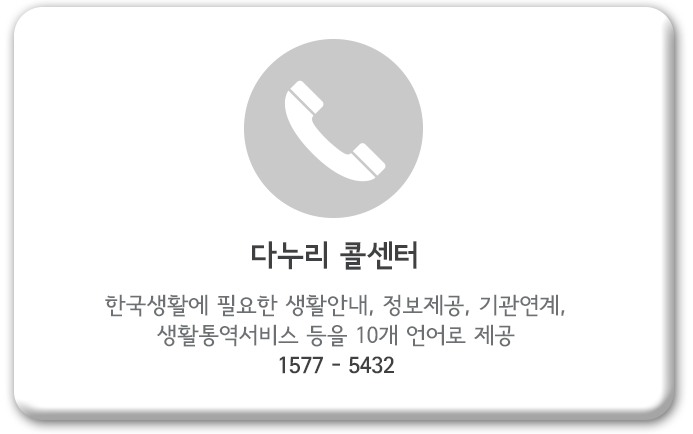 다누리 콜센터
한국생활에 필요한 생활안내, 정보제공, 기관연계,
생활통역서비스 등을 10개 언어로 제공
1577 - 5432